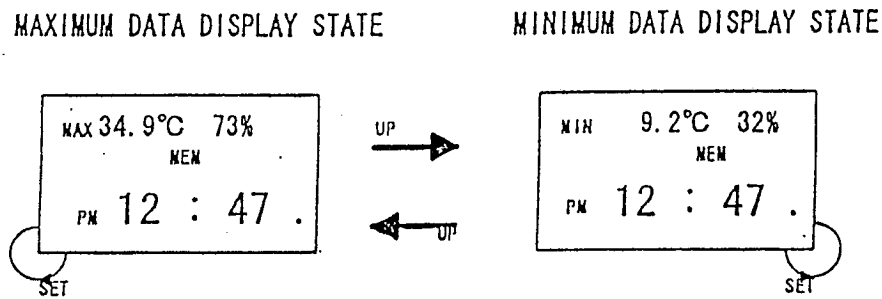 MAXIMUM DATA DISPLAY STATE
MAX 34.9°C 73%
MEM
PM 12 : 47 .
SET
UP
UP
MINIMUM DATA DISPLAY STATE
MIN 9.2°C 32%
MEM
PM 12 : 47 .
SET